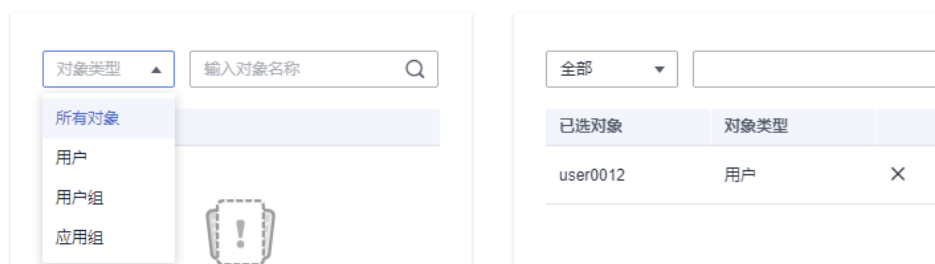 对象类型 输入对象名称
所有对象
用户
用户组
应用组
全部
已选对象 对象类型
user0012 用户